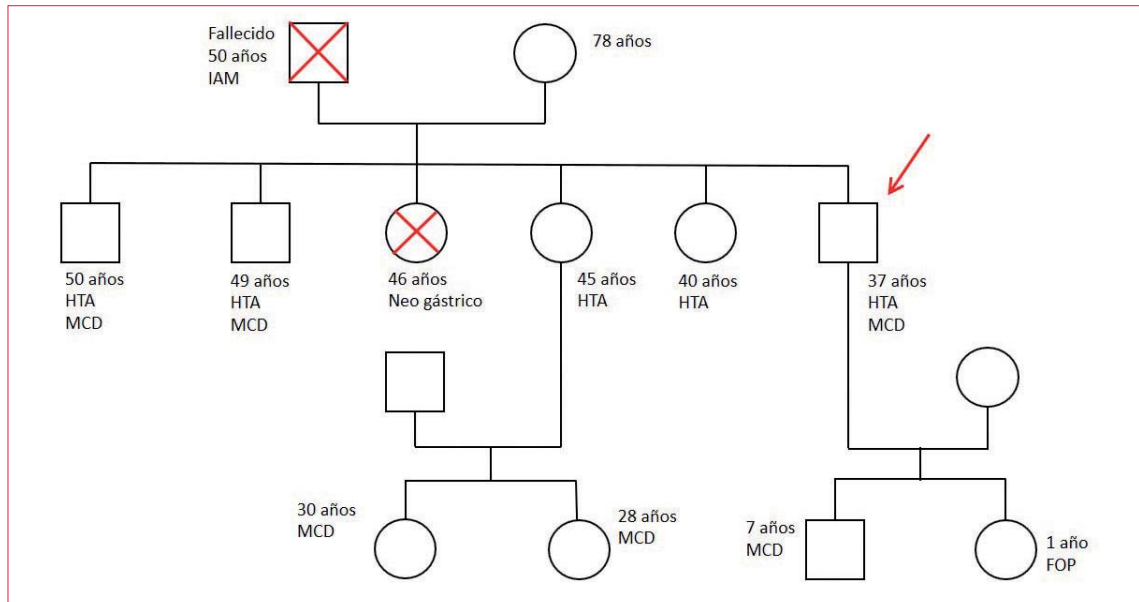 Fallecido
50 años
IAM
78 años
50 años
HTA
MCD
49 años
HTA
MCD
46 años
Neo gástrico
45 años
HTA
40 años
HTA
37 años
HTA
MCD
30 años
MCD
28 años
MCD
7 años
MCD
1 año
FOP